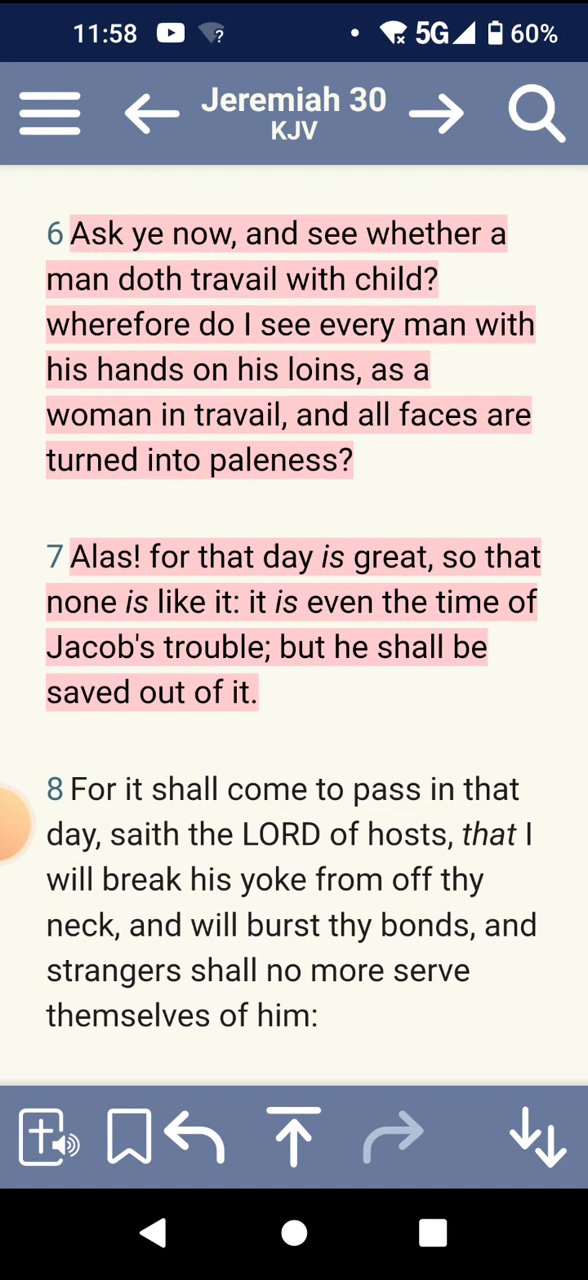 11:58
? 5G 60%
Jeremiah 30
KJV
6 Ask ye now, and see whether a
man doth travail with child?
wherefore do I see every man with
his hands on his loins, as a
woman in travail, and all faces are
turned into paleness?
7 Alas! for that day is great, so that
none is like it: it is even the time of
Jacob's trouble; but he shall be
saved out of it.
8 For it shall come to pass in that
day, saith the LORD of hosts, that I
will break his yoke from off thy
neck, and will burst thy bonds, and
strangers shall no more serve
themselves of him: